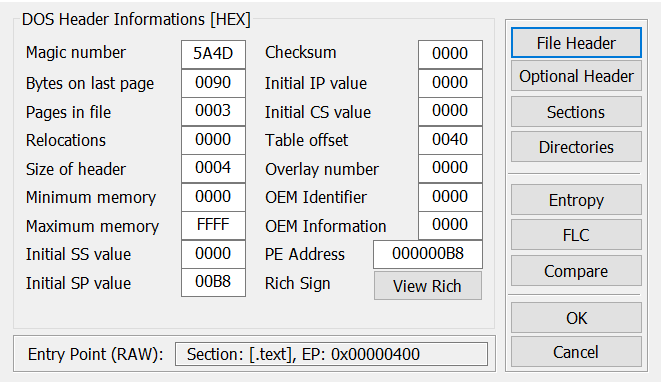 DOS Header Informations [HEX]
Magic number 5A4D Checksum 0000
Bytes on last page 0090 Initial IP value 0000
Pages in file 0003 Initial CS value 0000
Relocations 0000 Table offset 0040
Size of header 0004 Overlay number 0000
Minimum memory 0000 OEM Identifier 0000
Maximum memory FFFF OEM Information 0000
Initial SS value 0000 PE Address 000000B8
Initial SP value 00B8 Rich Sign View Rich
Entry Point (RAW): Section: [.text], EP: 0x00000400
File Header
Optional Header
Sections
Directories
Entropy
FLC
Compare
OK
Cancel